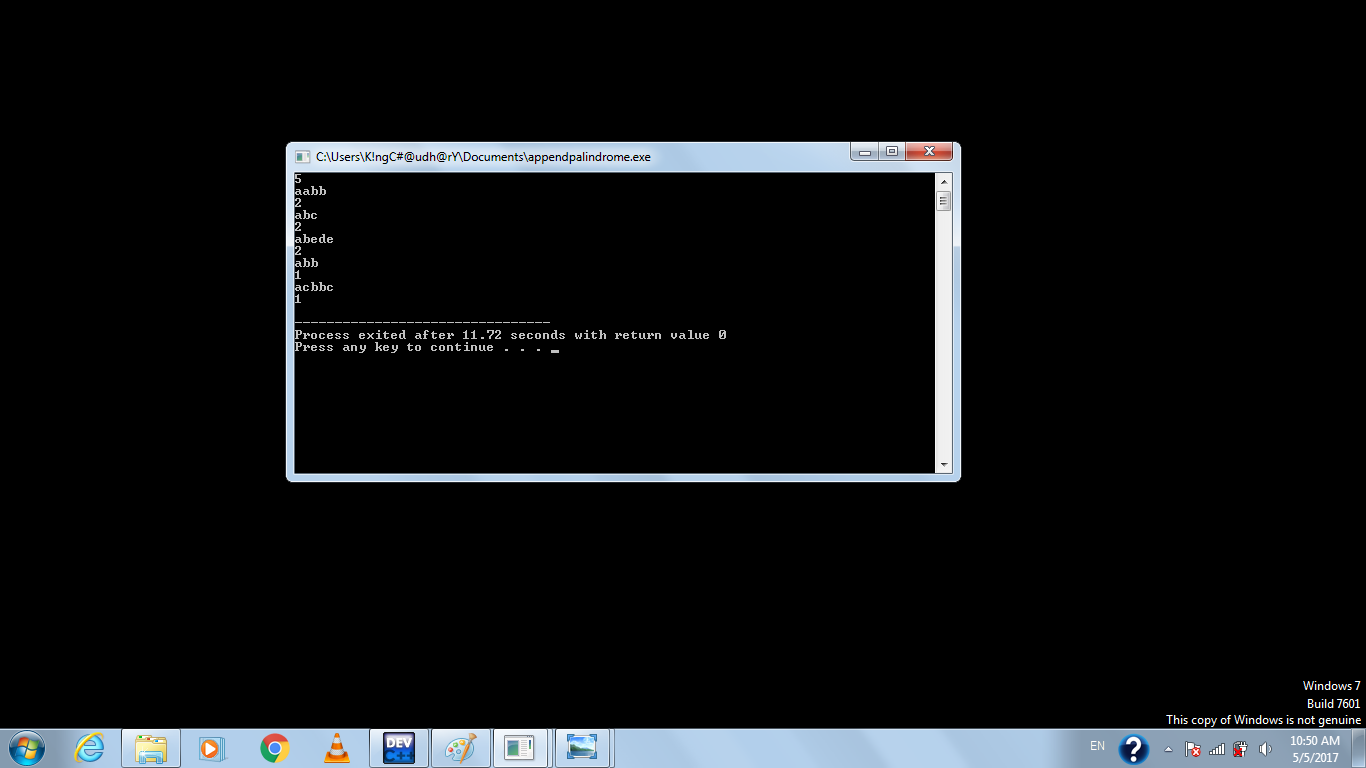 C:\Users\K!ngC#@udh@rY\Documents\appendpalindrome.exe
5
aabb
2
abc
2
abede
2
abb
1
acbbc
1
--------------------------------
Process exited after 11.72 seconds with return value 0
Press any key to continue . . . _
Windows 7
Build 7601
This copy of Windows is not genuine
DEV
C++
EN
?
10:50 AM
5/5/2017